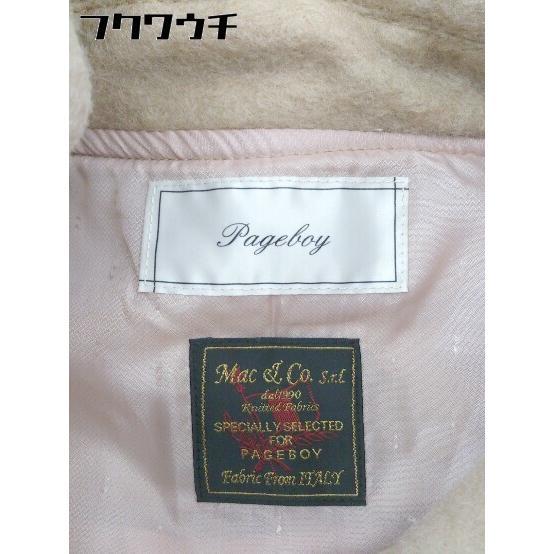 フクワウチ
Pageboy
Mac & Co. s.r.l
dal 1990
Knitted Fabrics
SPECIALLY SELECTED
FOR
PAGEBOY
Fabric From ITALY